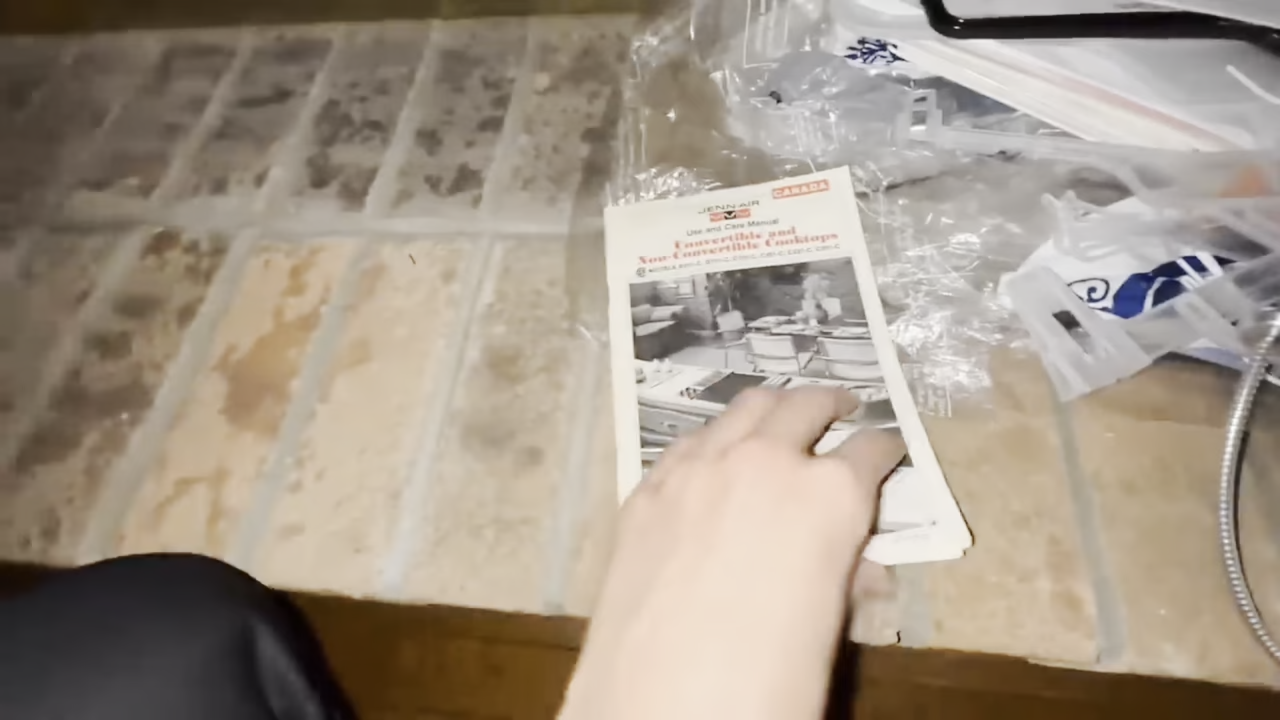 CANADA
JENN-AIR
Use and Care Manual
Convertible and
Non-Convertible Cooktops